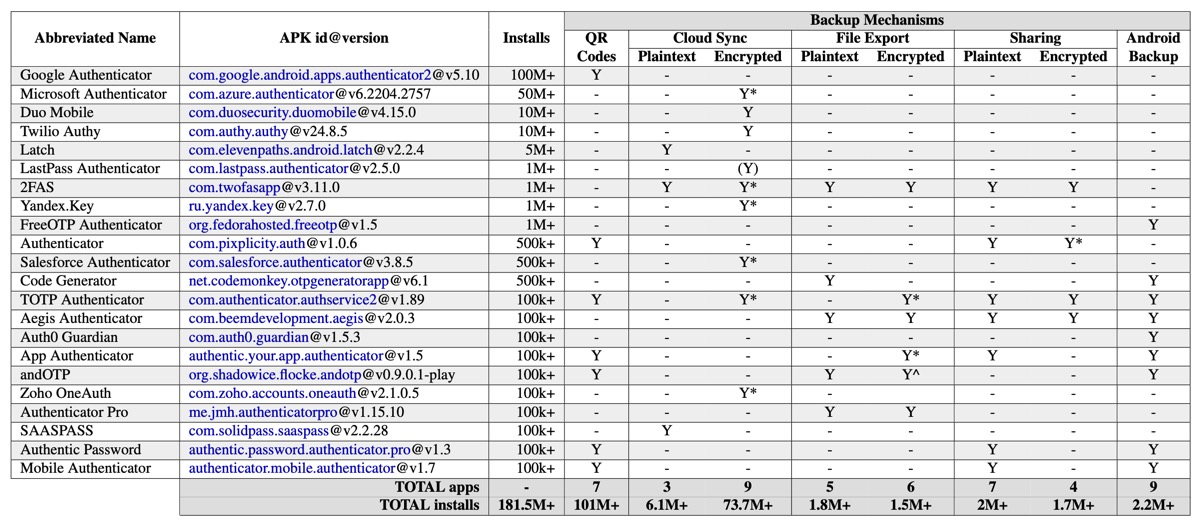 Backup Mechanisms
Abbreviated Name APK id@version Installs QR Cloud Sync File Export Sharing Android
Codes Plaintext Encrypted Plaintext Encrypted Plaintext Encrypted Backup
Google Authenticator com.google.android.apps.authenticator2@v5.10 100M+ Y - - - - - - -
Microsoft Authenticator com.azure.authenticator@v6.2204.2757 50M+ - - Y* - - - - -
Duo Mobile com.duosecurity.duomobile@v4.15.0 10M+ - - Y - - - - -
Twilio Authy com.authy.authy@v24.8.5 10M+ - - Y - - - - -
Latch com.elevenpaths.android.latch@v2.2.4 5M+ - Y - - - - - -
LastPass Authenticator com.lastpass.authenticator@v2.5.0 1M+ - - (Y) - - - - -
2FAS com.twofasapp@v3.11.0 1M+ - Y Y* Y Y Y Y -
Yandex.Key ru.yandex.key@v2.7.0 1M+ - - Y* - - - - -
FreeOTP Authenticator org.fedorahosted.freeotp@v1.5 1M+ - - - - - - - Y
Authenticator com.pixplicity.auth@v1.0.6 500k+ Y - - - - Y Y* -
Salesforce Authenticator com.salesforce.authenticator@v3.8.5 500k+ - - Y* - - - - -
Code Generator net.codemonkey.otpgeneratorapp@v6.1 500k+ - - - Y - - - Y
TOTP Authenticator com.authenticator.authservice2@v1.89 100k+ Y - Y* - Y* Y Y Y
Aegis Authenticator com.beemdevelopment.aegis@v2.0.3 100k+ - - - Y Y Y Y Y
Auth0 Guardian com.auth0.guardian@v1.5.3 100k+ - - - - - - - Y
App Authenticator authentic.your.app.authenticator@v1.5 100k+ Y - - - Y* Y - Y
andOTP org.shadowice.flocke.andotp@v0.9.0.1-play 100k+ Y - - Y Y^ - - Y
Zoho OneAuth com.zoho.accounts.oneauth@v2.1.0.5 100k+ - - Y* - - - - -
Authenticator Pro me.jmh.authenticatorpro@v1.15.10 100k+ - - - Y Y - - -
SAASPASS com.solidpass.saaspass@v2.2.28 100k+ - Y - - - - - -
Authentic Password authentic.password.authenticator.pro@v1.3 100k+ Y - - - - Y - Y
Mobile Authenticator authenticator.mobile.authenticator@v1.7 100k+ Y - - - - Y - Y
TOTAL apps - 7 3 9 5 6 7 4 9
TOTAL installs 181.5M+ 101M+ 6.1M+ 73.7M+ 1.8M+ 1.5M+ 2M+ 1.7M+ 2.2M+